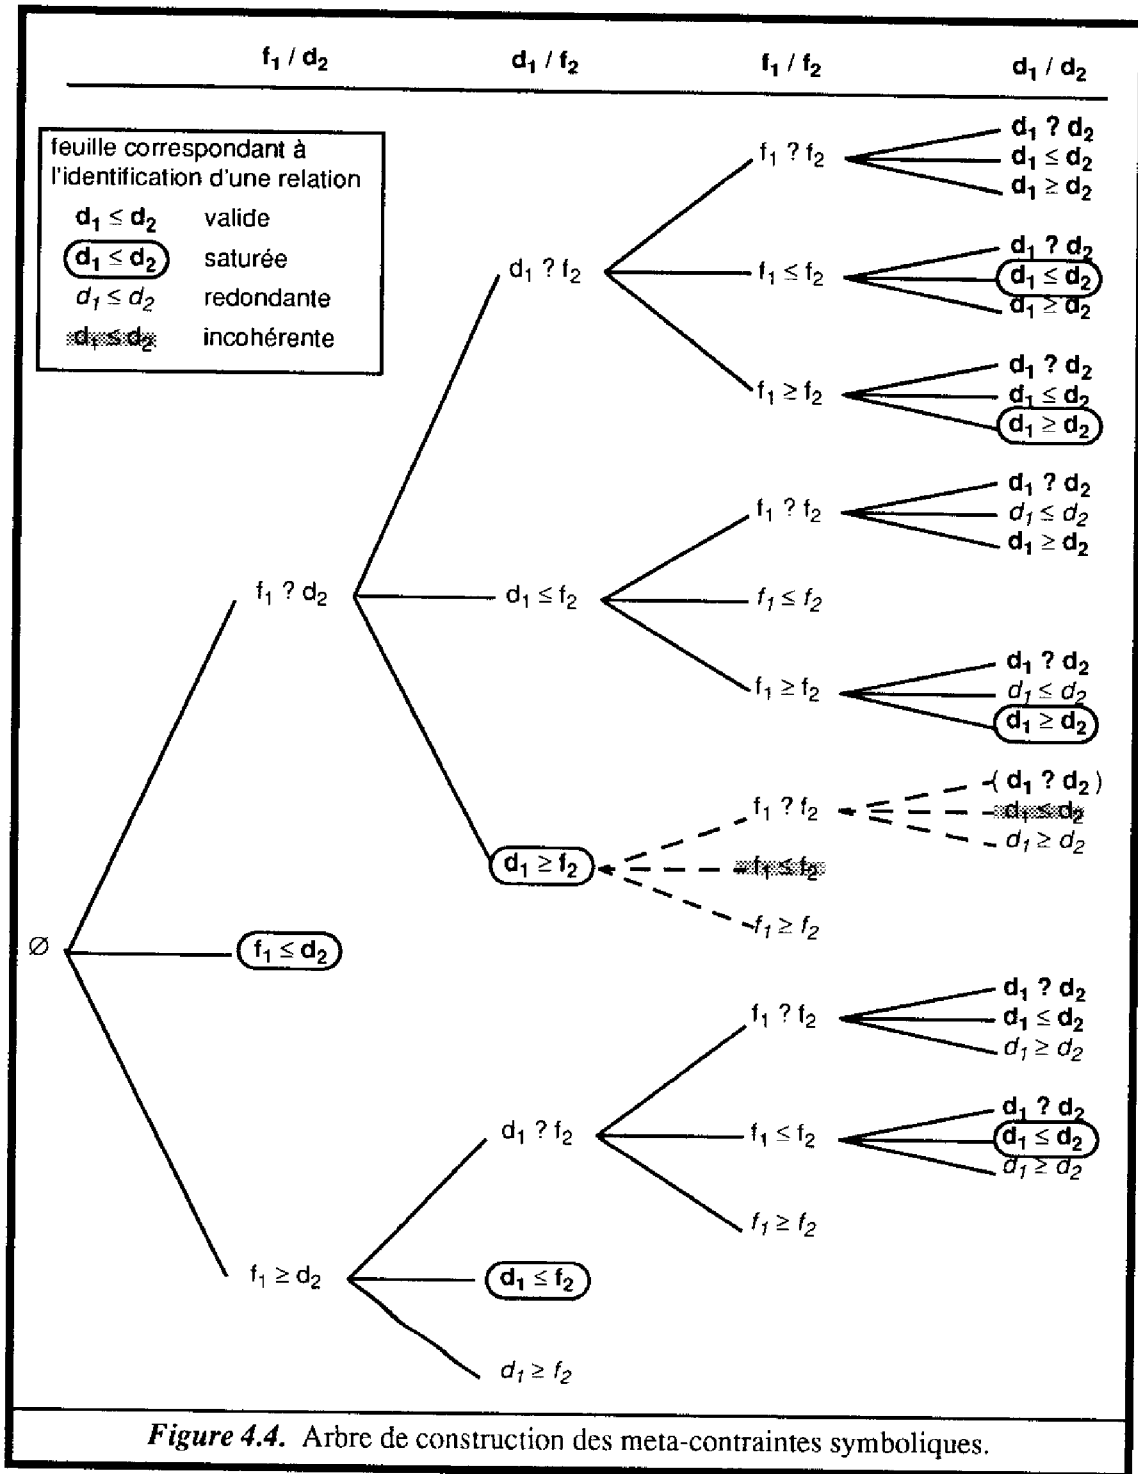 f₁ / d₂ d₁ / f₂ f₁ / f₂ d₁ / d₂
feuille correspondant à
l'identification d'une relation
d₁ ≤ d₂ valide
d₁ ≤ d₂ saturée
d₁ ≤ d₂ redondante
d₁ ≤ d₂ incohérente
d₁ ? d₂
f₁ ? f₂ d₁ ≤ d₂
d₁ ≥ d₂
d₁ ? d₂
d₁ ? f₂ f₁ ≤ f₂ d₁ ≤ d₂
d₁ ≥ d₂
d₁ ? d₂
f₁ ≥ f₂ d₁ ≤ d₂
d₁ ≥ d₂
d₁ ? d₂
f₁ ? f₂ d₁ ≤ d₂
d₁ ≥ d₂
f₁ ? d₂ d₁ ≤ f₂ f₁ ≤ f₂
d₁ ? d₂
f₁ ≥ f₂ d₁ ≤ d₂
d₁ ≥ d₂
( d₁ ? d₂ )
f₁ ? f₂ d₁ ≤ d₂
d₁ ≥ d₂
d₁ ≥ f₂ f₁ ≤ f₂
f₁ ≥ f₂
∅ f₁ ≤ d₂
d₁ ? d₂
f₁ ? f₂ d₁ ≤ d₂
d₁ ≥ d₂
d₁ ? d₂
d₁ ? f₂ f₁ ≤ f₂ d₁ ≤ d₂
d₁ ≥ d₂
f₁ ≥ f₂
f₁ ≥ d₂ d₁ ≤ f₂
d₁ ≥ f₂
Figure 4.4. Arbre de construction des meta-contraintes symboliques.